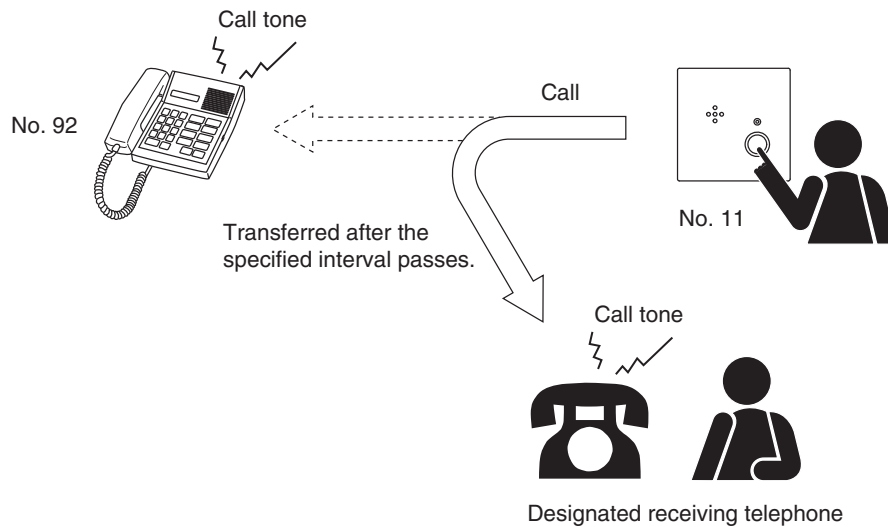 Call tone
No. 92
Call
No. 11
Transferred after the
specified interval passes.
Call tone
Designated receiving telephone